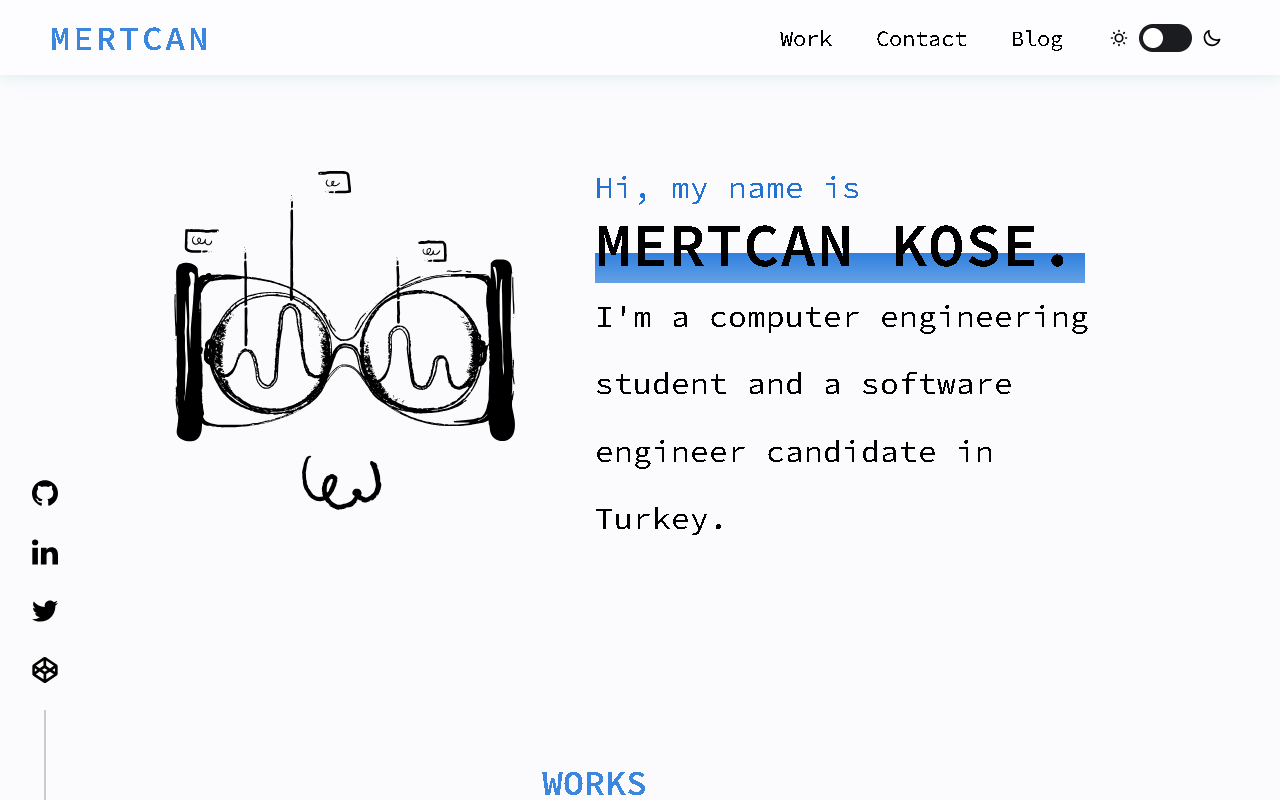 MERTCAN
Work
Contact
Blog
Hi, my name is
MERTCAN KOSE.
I'm a computer engineering
student and a software
engineer candidate in
Turkey.
in
WORKS